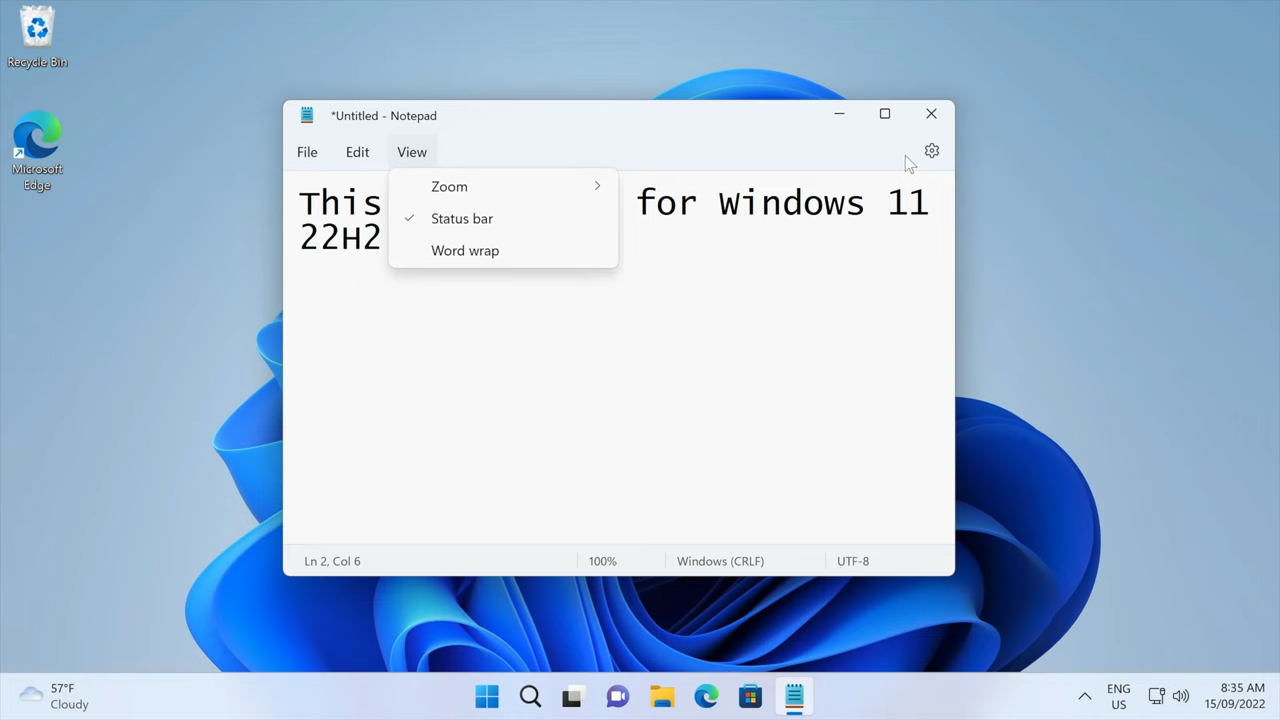 Recycle Bin
Microsoft
Edge
*Untitled - Notepad
File Edit View
Zoom
Status bar
Word wrap
This for Windows 11
22H2
Ln 2, Col 6 100% Windows (CRLF) UTF-8
57°F
Cloudy
ENG
US
8:35 AM
15/09/2022